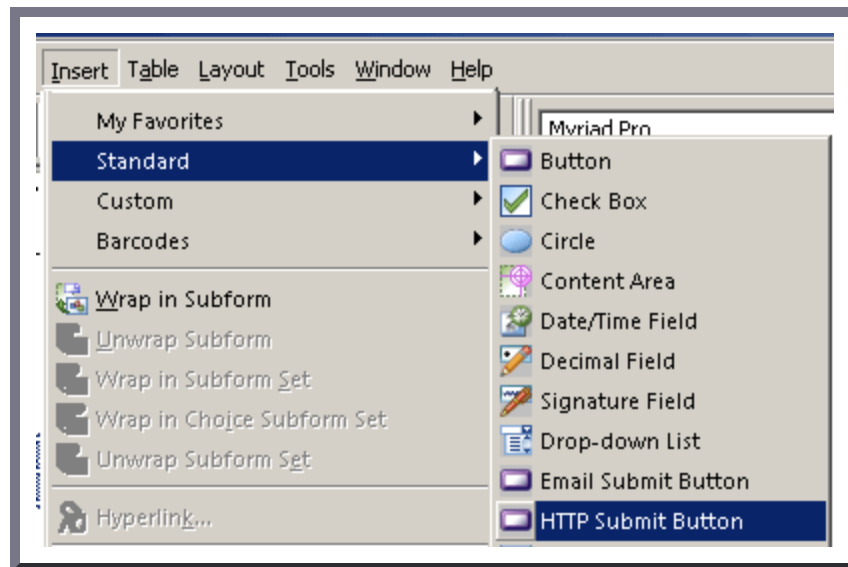 Insert Table Layout Tools Window Help
Myriad Pro
My Favorites
Standard
Custom
Barcodes
Wrap in Subform
Unwrap Subform
Wrap in Subform Set
Wrap in Choice Subform Set
Unwrap Subform Set
Hyperlink...
Button
Check Box
Circle
Content Area
Date/Time Field
Decimal Field
Signature Field
Drop-down List
Email Submit Button
HTTP Submit Button